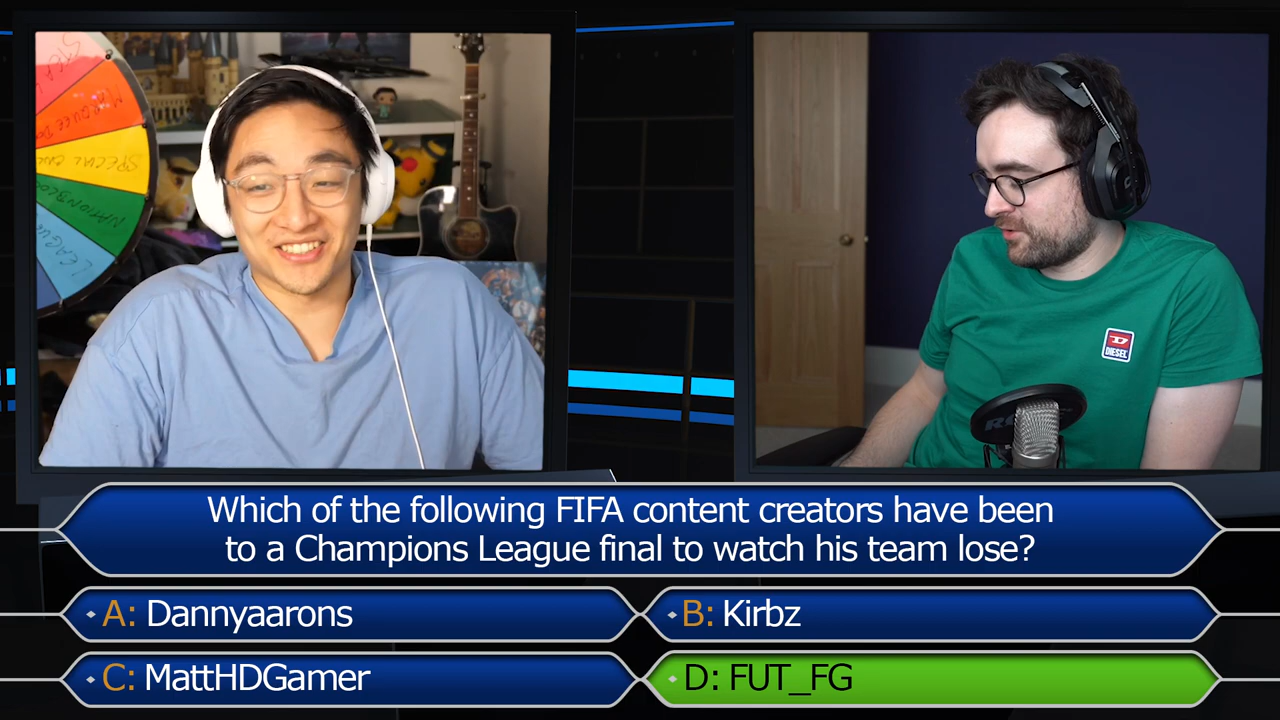 SPECIAL
LEAGUE
DIESEL
Which of the following FIFA content creators have been
to a Champions League final to watch his team lose?
A: Dannyaarons
B: Kirbz
C: MattHDGamer
D: FUT_FG